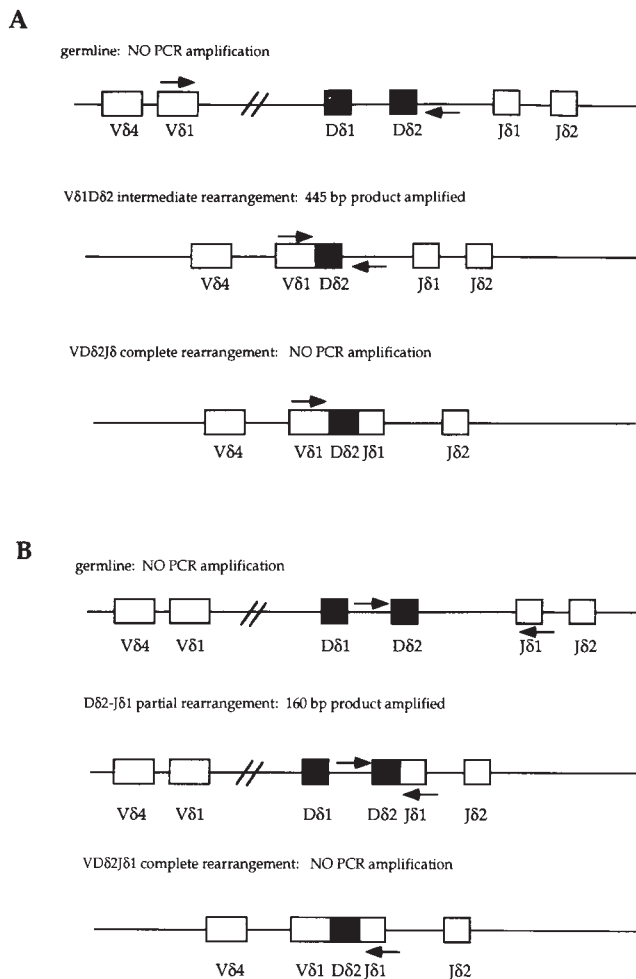 A
germline: NO PCR amplification
Vδ4 Vδ1 Dδ1 Dδ2 Jδ1 Jδ2
Vδ1Dδ2 intermediate rearrangement: 445 bp product amplified
Vδ4 Vδ1 Dδ2 Jδ1 Jδ2
VDδ2Jδ complete rearrangement: NO PCR amplification
Vδ4 Vδ1 Dδ2 Jδ1 Jδ2
B
germline: NO PCR amplification
Vδ4 Vδ1 Dδ1 Dδ2 Jδ1 Jδ2
Dδ2-Jδ1 partial rearrangement: 160 bp product amplified
Vδ4 Vδ1 Dδ1 Dδ2 Jδ1 Jδ2
VDδ2Jδ1 complete rearrangement: NO PCR amplification
Vδ4 Vδ1 Dδ2 Jδ1 Jδ2